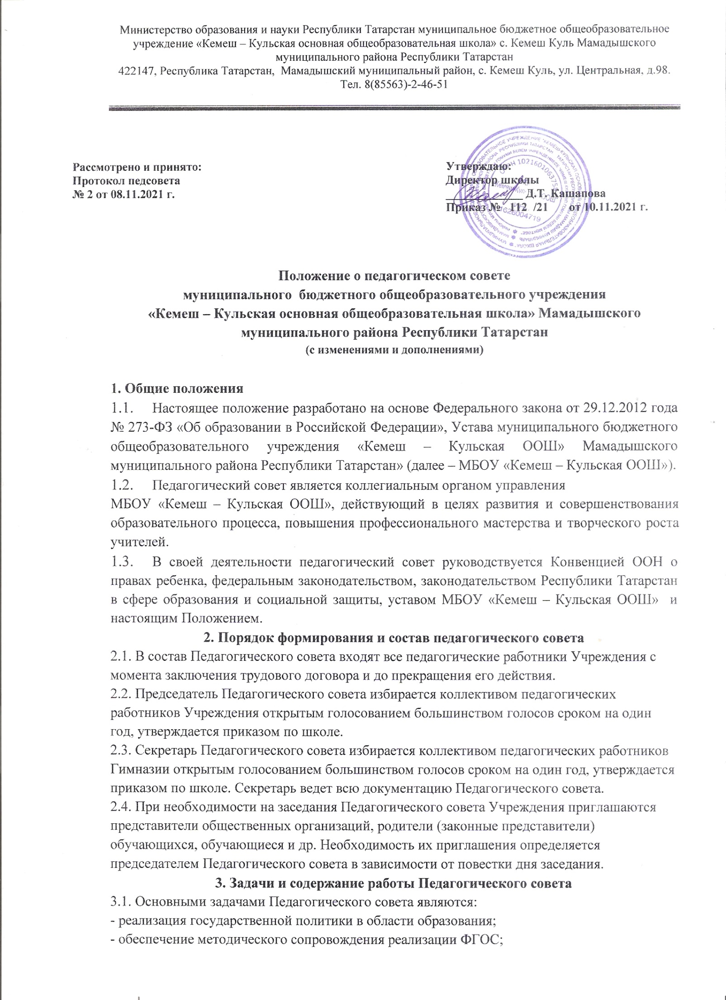 Министерство образования и науки Республики Татарстан муниципальное бюджетное общеобразовательное
учреждение «Кемеш – Кульская основная общеобразовательная школа» с. Кемеш Куль Мамадышского
муниципального района Республики Татарстан
422147, Республика Татарстан, Мамадышский муниципальный район, с. Кемеш Куль, ул. Центральная, д.98.
Тел. 8(85563)-2-46-51
Рассмотрено и принято:
Протокол педсовета
№ 2 от 08.11.2021 г.
Утверждаю:
Директор школы
Д.Т. Кашапова
Приказ № 112 /21 от 10.11.2021 г.
Положение о педагогическом совете
муниципального бюджетного общеобразовательного учреждения
«Кемеш – Кульская основная общеобразовательная школа» Мамадышского
муниципального района Республики Татарстан
(с изменениями и дополнениями)
1. Общие положения
1.1. Настоящее положение разработано на основе Федерального закона от 29.12.2012 года
№ 273-ФЗ «Об образовании в Российской Федерации», Устава муниципального бюджетного
общеобразовательного учреждения «Кемеш – Кульская ООШ» Мамадышского
муниципального района Республики Татарстан» (далее – МБОУ «Кемеш – Кульская ООШ»).
1.2. Педагогический совет является коллегиальным органом управления
МБОУ «Кемеш – Кульская ООШ», действующий в целях развития и совершенствования
образовательного процесса, повышения профессионального мастерства и творческого роста
учителей.
1.3. В своей деятельности педагогический совет руководствуется Конвенцией ООН о
правах ребенка, федеральным законодательством, законодательством Республики Татарстан
в сфере образования и социальной защиты, уставом МБОУ «Кемеш – Кульская ООШ» и
настоящим Положением.
2. Порядок формирования и состав педагогического совета
2.1. В состав Педагогического совета входят все педагогические работники Учреждения с
момента заключения трудового договора и до прекращения его действия.
2.2. Председатель Педагогического совета избирается коллективом педагогических
работников Учреждения открытым голосованием большинством голосов сроком на один
год, утверждается приказом по школе.
2.3. Секретарь Педагогического совета избирается коллективом педагогических работников
Гимназии открытым голосованием большинством голосов сроком на один год, утверждается
приказом по школе. Секретарь ведет всю документацию Педагогического совета.
2.4. При необходимости на заседания Педагогического совета Учреждения приглашаются
представители общественных организаций, родители (законные представители)
обучающихся, обучающиеся и др. Необходимость их приглашения определяется
председателем Педагогического совета в зависимости от повестки дня заседания.
3. Задачи и содержание работы Педагогического совета
3.1. Основными задачами Педагогического совета являются:
- реализация государственной политики в области образования;
- обеспечение методического сопровождения реализации ФГОС;